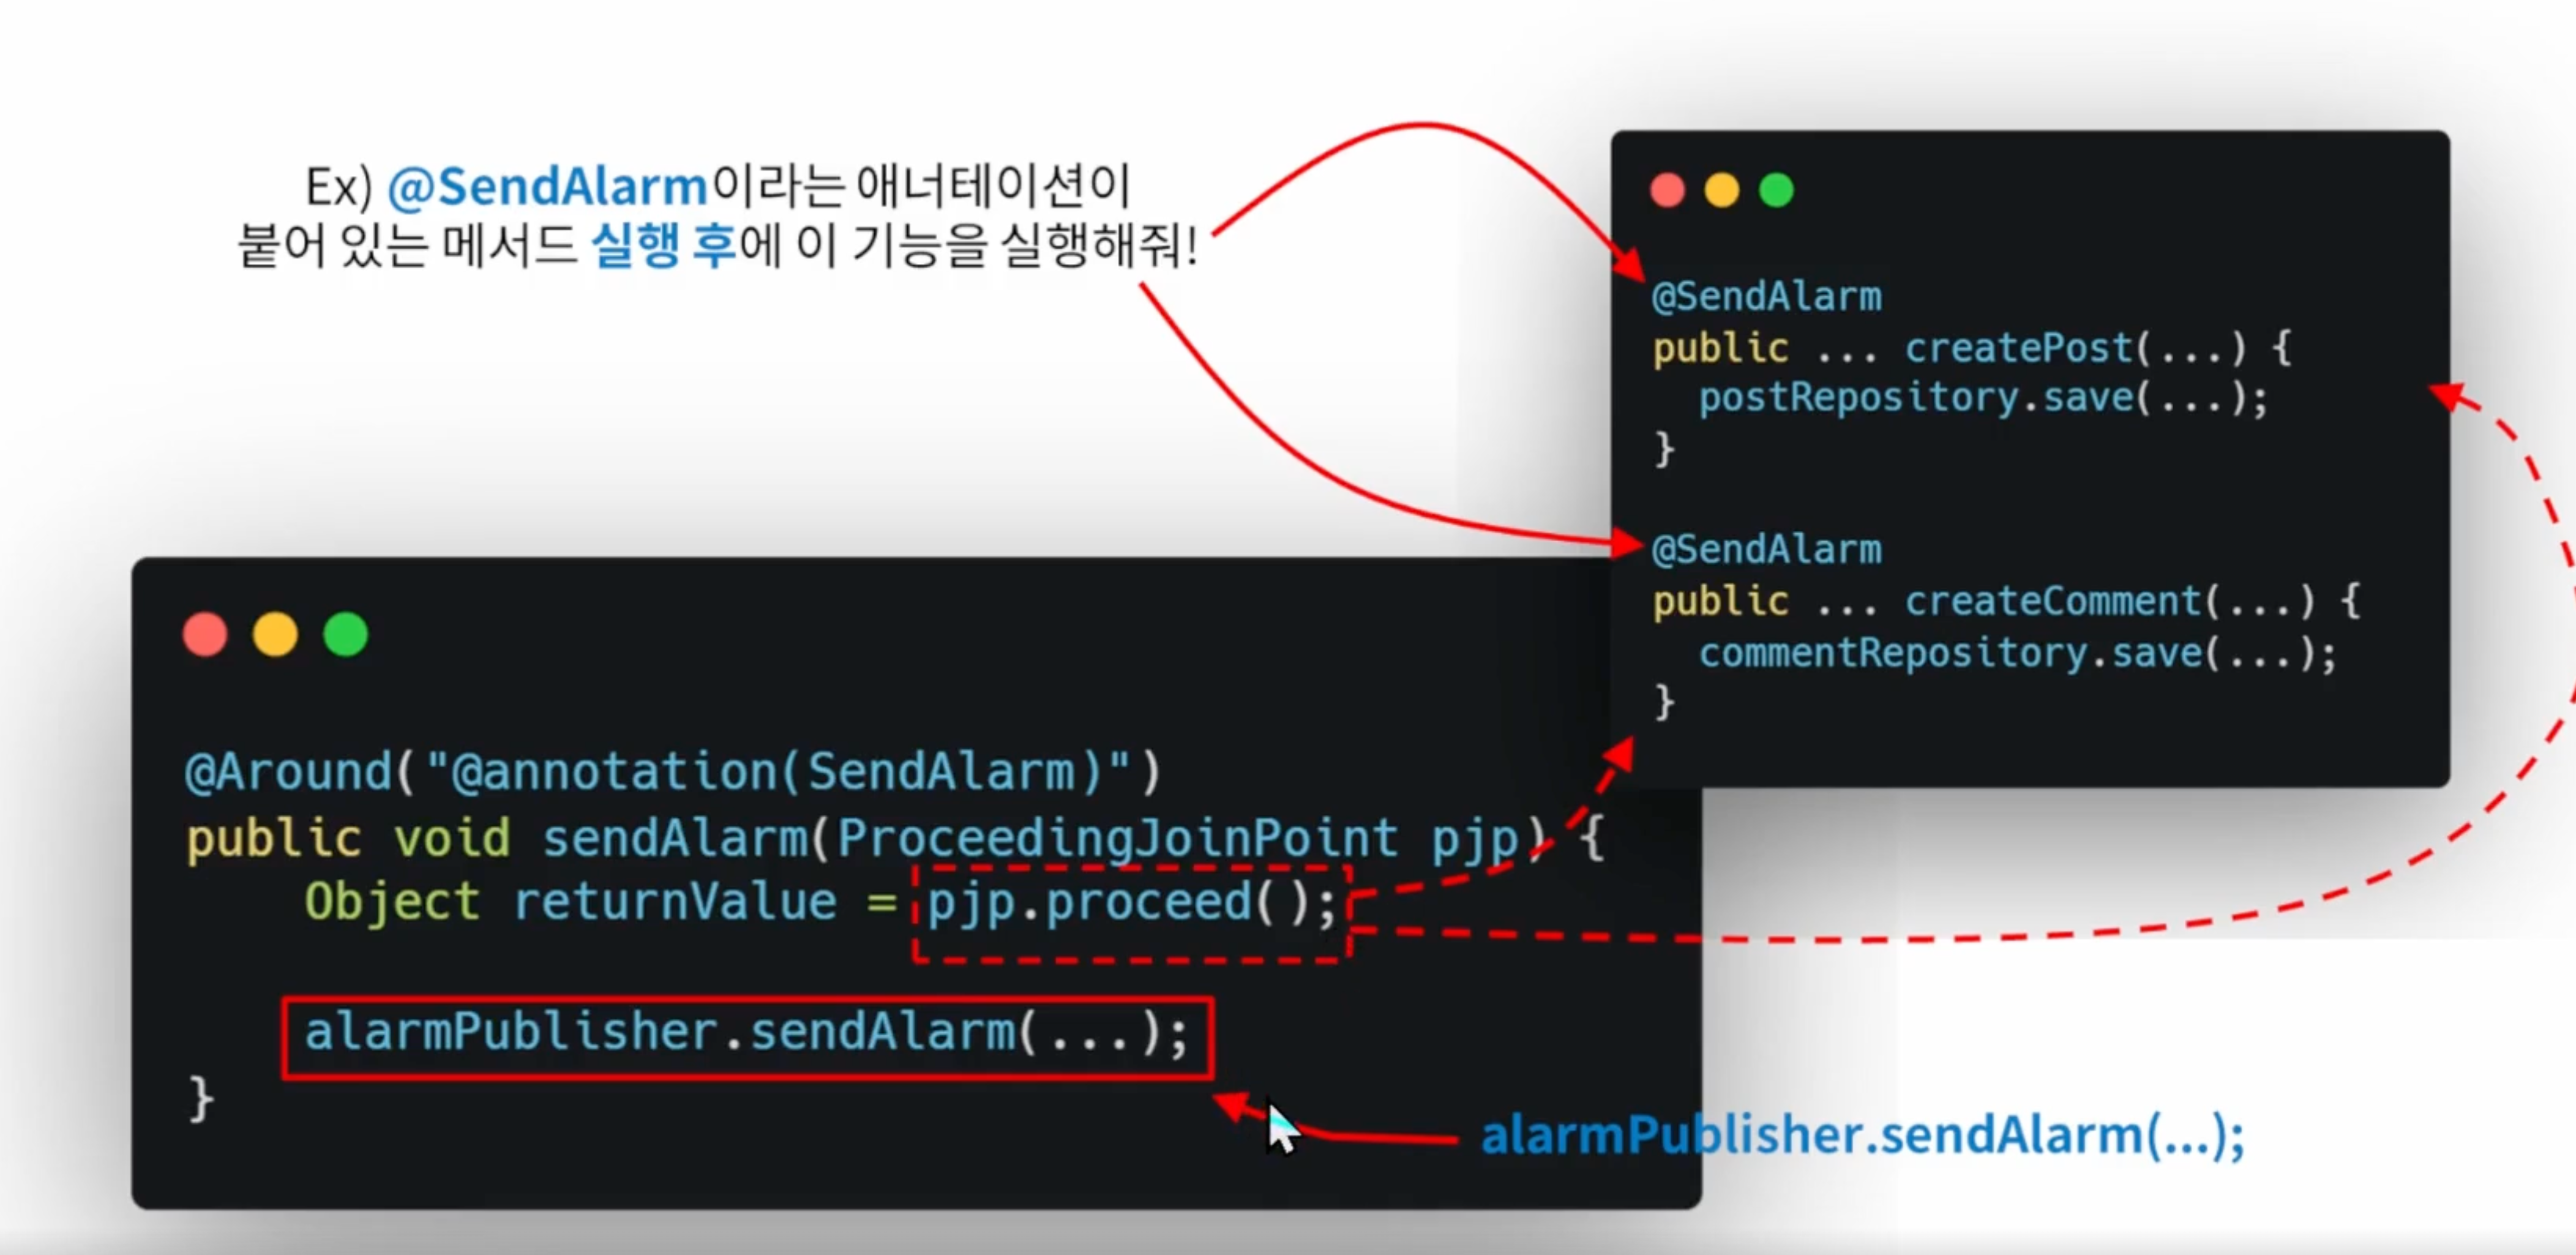 Ex) @SendAlarm이라는 애너테이션이
붙어 있는 메서드 실행 후에 이 기능을 실행해줘!
@SendAlarm
public ... createPost(...) {
postRepository.save(...);
}
@SendAlarm
public ... createComment(...) {
commentRepository.save(...);
}
@Around("@annotation(SendAlarm)")
public void sendAlarm(ProceedingJoinPoint pjp) {
Object returnValue = pjp.proceed();
alarmPublisher.sendAlarm(...);
}
alarmPublisher.sendAlarm(...);